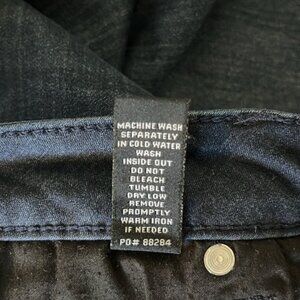 MACHINE WASH
SEPARATELY
IN COLD WATER
WASH
INSIDE OUT
DO NOT
BLEACH
TUMBLE
DRY LOW
REMOVE
PROMPTLY
WARM IRON
IF NEEDED
PO# 88284